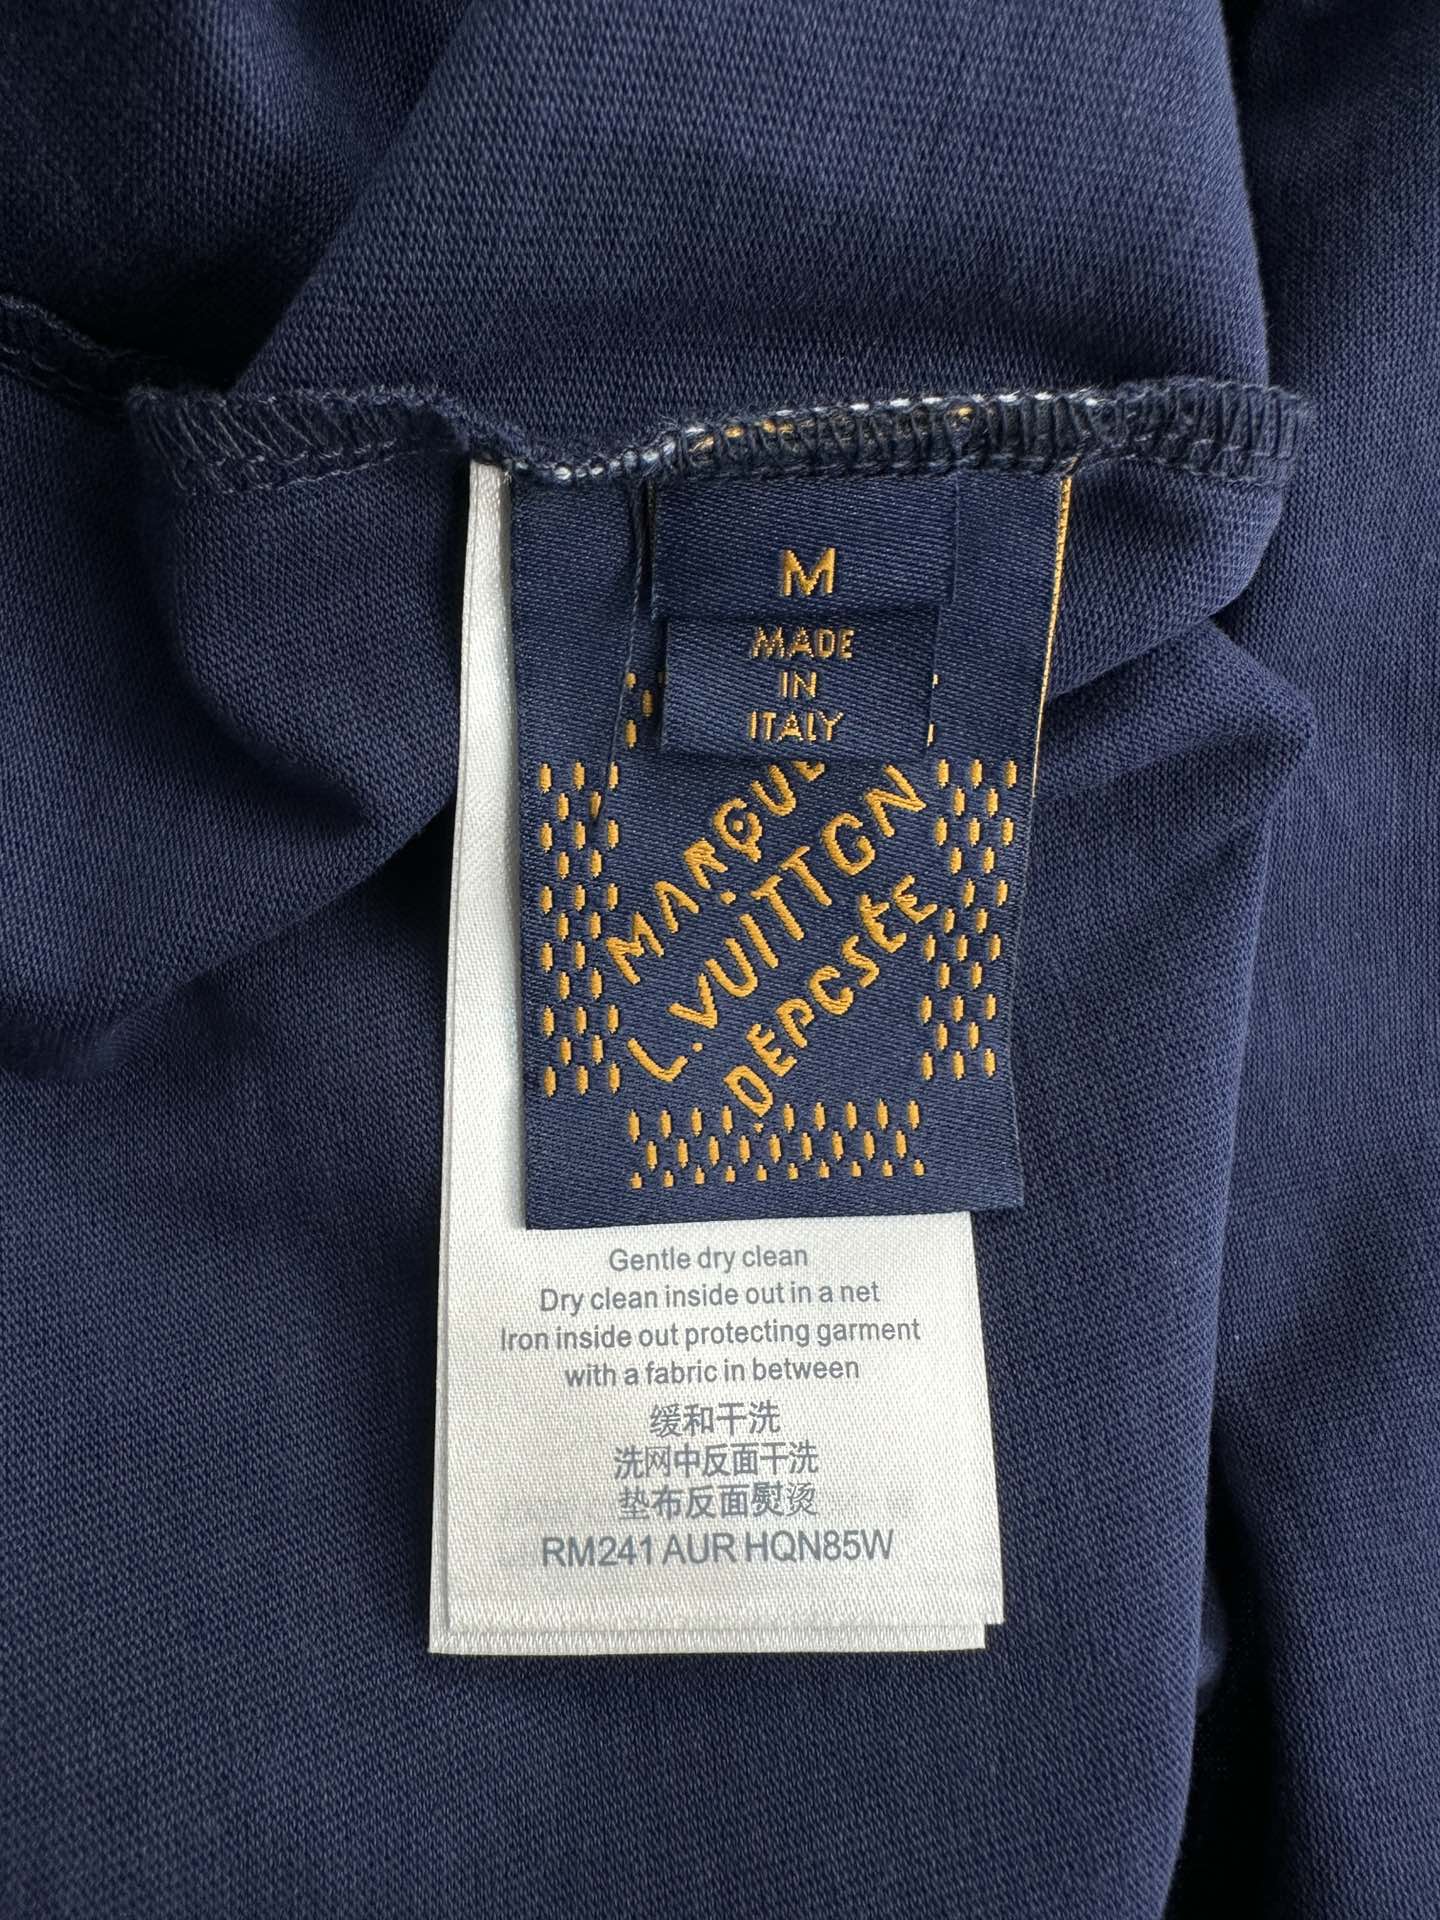 M
MADE
IN
ITALY
MARQUE
L.VUITTCN
DEPCSÉE
Gentle dry clean
Dry clean inside out in a net
Iron inside out protecting garment
with a fabric in between
缓和干洗
洗网中反面干洗
垫布反面熨烫
RM241 AUR HQN85W